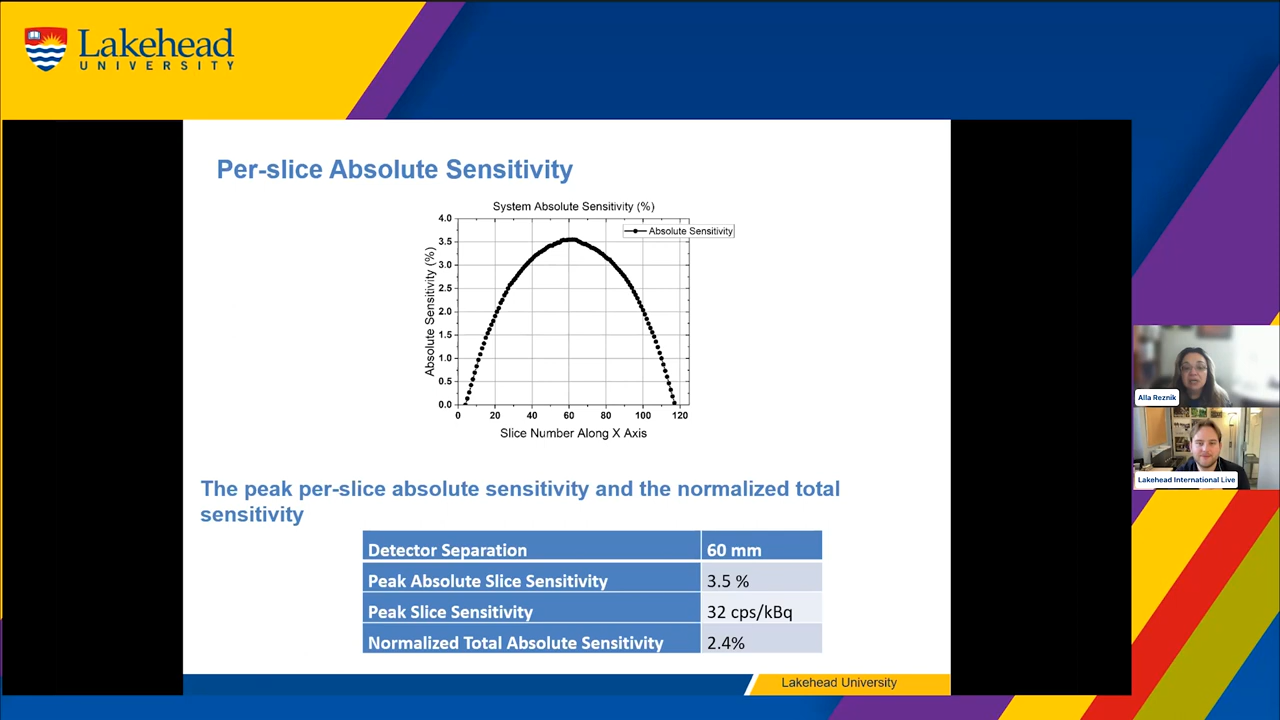 Lakehead
UNIVERSITY
Per-slice Absolute Sensitivity
System Absolute Sensitivity (%)
Absolute Sensitivity
Absolute Sensitivity (%)
4.0
3.5
3.0
2.5
2.0
1.5
1.0
0.5
0.0
0 20 40 60 80 100 120
Slice Number Along X Axis
The peak per-slice absolute sensitivity and the normalized total
sensitivity
Detector Separation 60 mm
Peak Absolute Slice Sensitivity 3.5 %
Peak Slice Sensitivity 32 cps/kBq
Normalized Total Absolute Sensitivity 2.4%
Lakehead University
Alla Reznik
Lakehead International Live